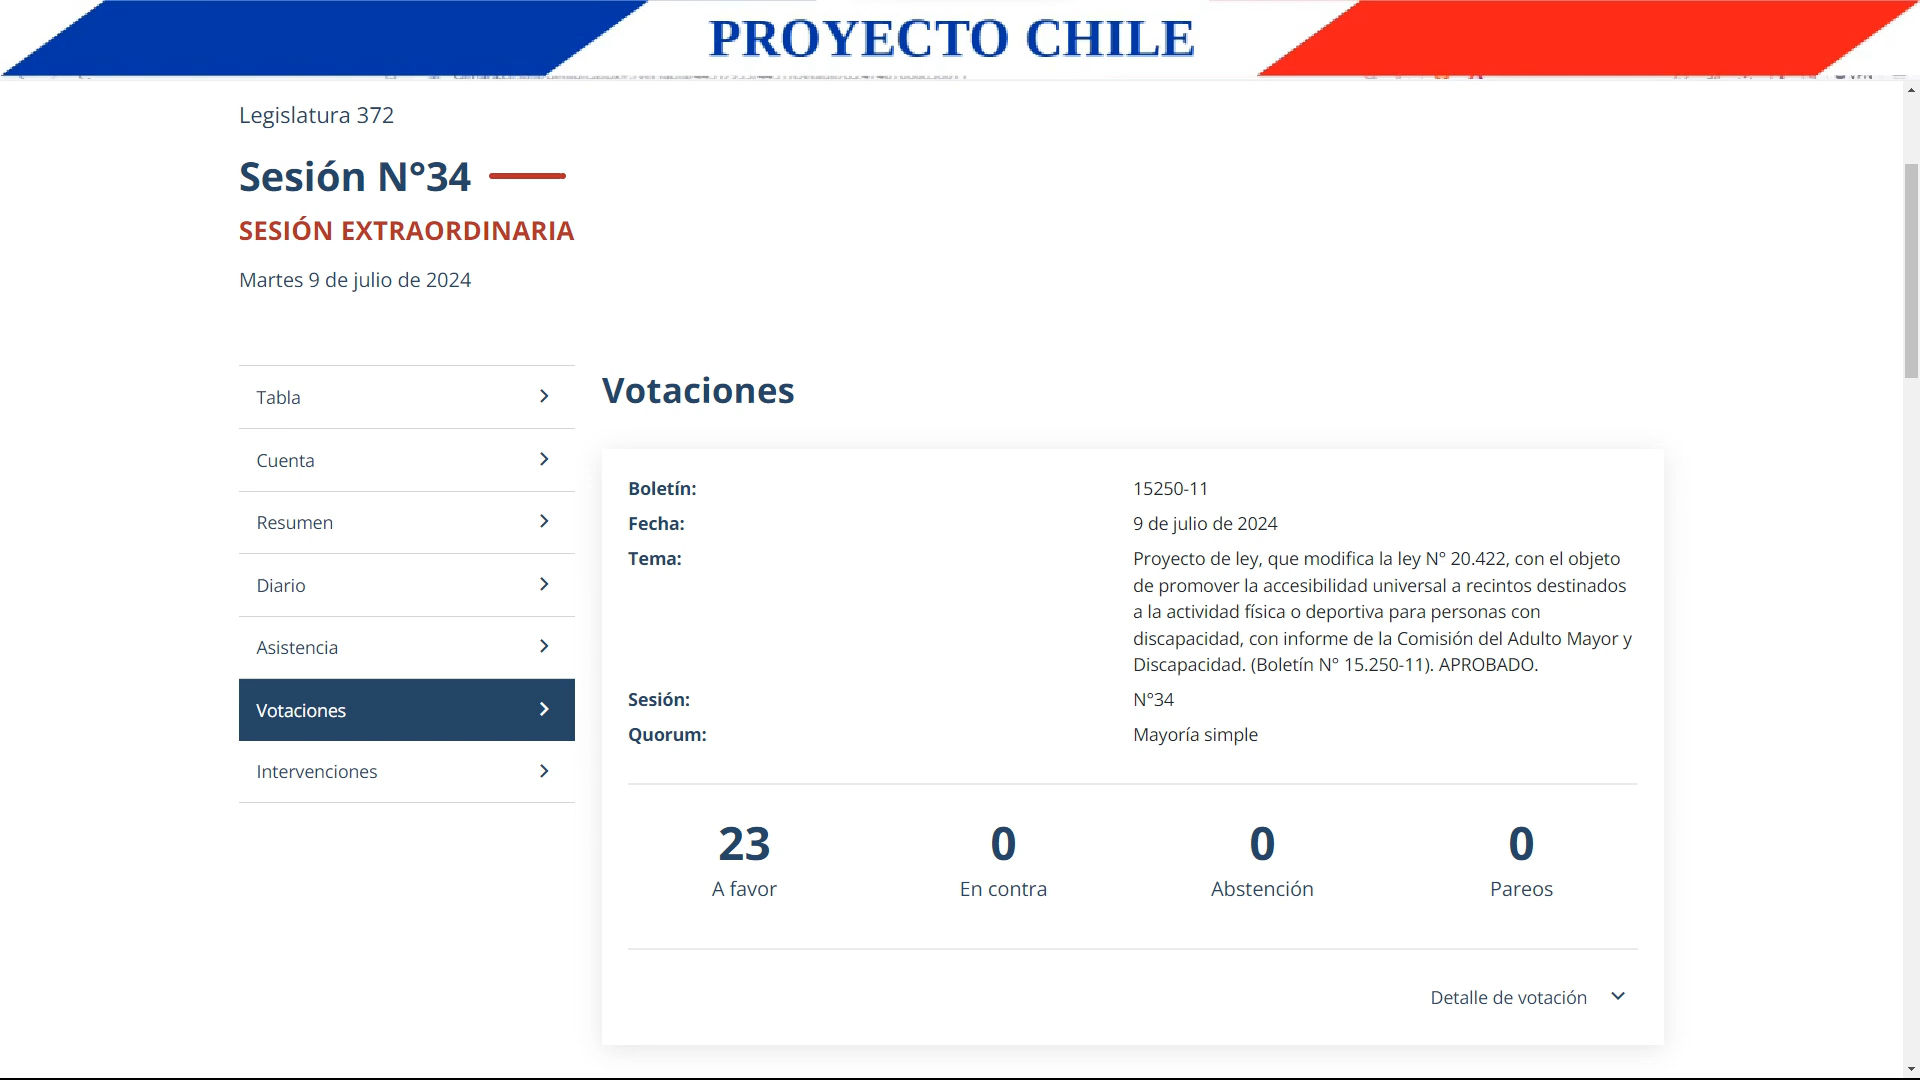 PROYECTO CHILE
Legislatura 372
Sesión N°34
SESIÓN EXTRAORDINARIA
Martes 9 de julio de 2024
Tabla
Cuenta
Resumen
Diario
Asistencia
Votaciones
Intervenciones
Votaciones
Boletín: 15250-11
Fecha: 9 de julio de 2024
Tema: Proyecto de ley, que modifica la ley N° 20.422, con el objeto
de promover la accesibilidad universal a recintos destinados
a la actividad física o deportiva para personas con
discapacidad, con informe de la Comisión del Adulto Mayor y
Discapacidad. (Boletín N° 15.250-11). APROBADO.
Sesión: N°34
Quorum: Mayoría simple
23 0 0 0
A favor En contra Abstención Pareos
Detalle de votación